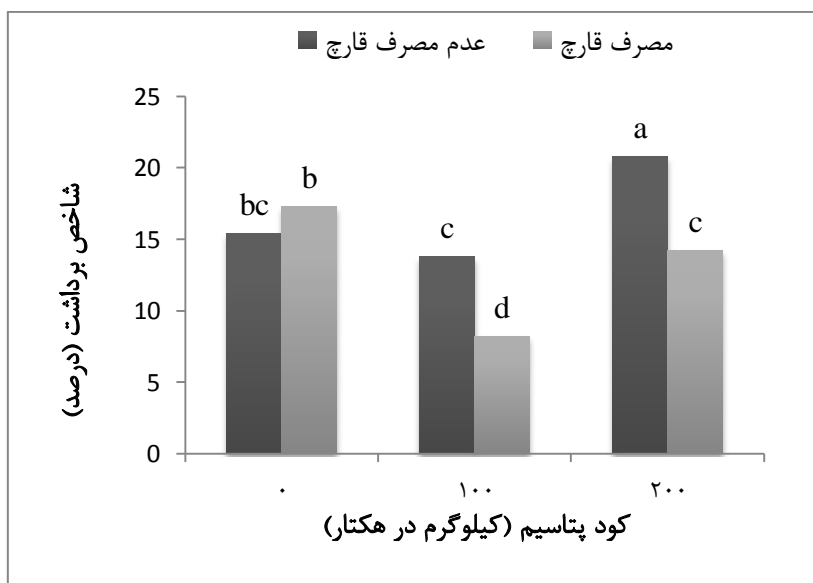 عدم مصرف قارچ مصرف قارچ
25
20
15
10
5
0
شاخص برداشت (درصد)
bc b c d a c
۰ ۱۰۰ ۲۰۰
کود پتاسیم (کیلوگرم در هکتار)